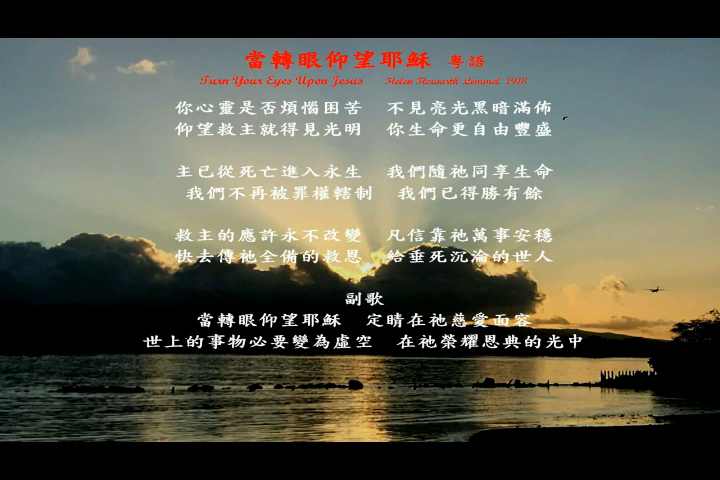 當轉眼仰望耶穌 粵語
Turn Your Eyes Upon Jesus Helen Howarth Lemmel 1918
你心靈是否煩惱困苦 不見亮光黑暗滿佈
仰望救主就得見光明 你生命更自由豐盛
主已從死亡進入永生 我們隨祂同享生命
我們不再被罪權轄制 我們已得勝有餘
救主的應許永不改變 凡信靠祂萬事安穩
快去傳祂全備的救恩 給垂死沉淪的世人
副歌
當轉眼仰望耶穌 定睛在祂慈愛面容
世上的事物必要變為虛空 在祂榮耀恩典的光中